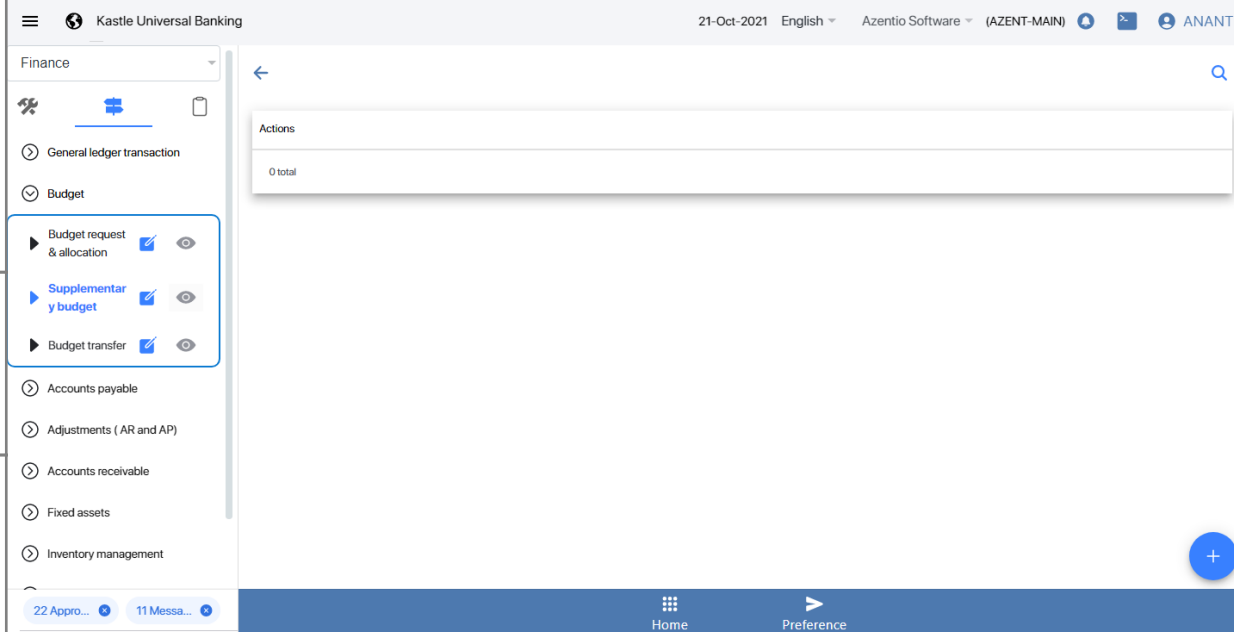 Kastle Universal Banking
21-Oct-2021 English Azentio Software (AZENT-MAIN) ANANT
Finance
Actions
General ledger transaction
0 total
Budget
Budget request
& allocation
Supplementar
y budget
Budget transfer
Accounts payable
Adjustments ( AR and AP)
Accounts receivable
Fixed assets
Inventory management
+
22 Appro...
11 Messa...
Home
Preference